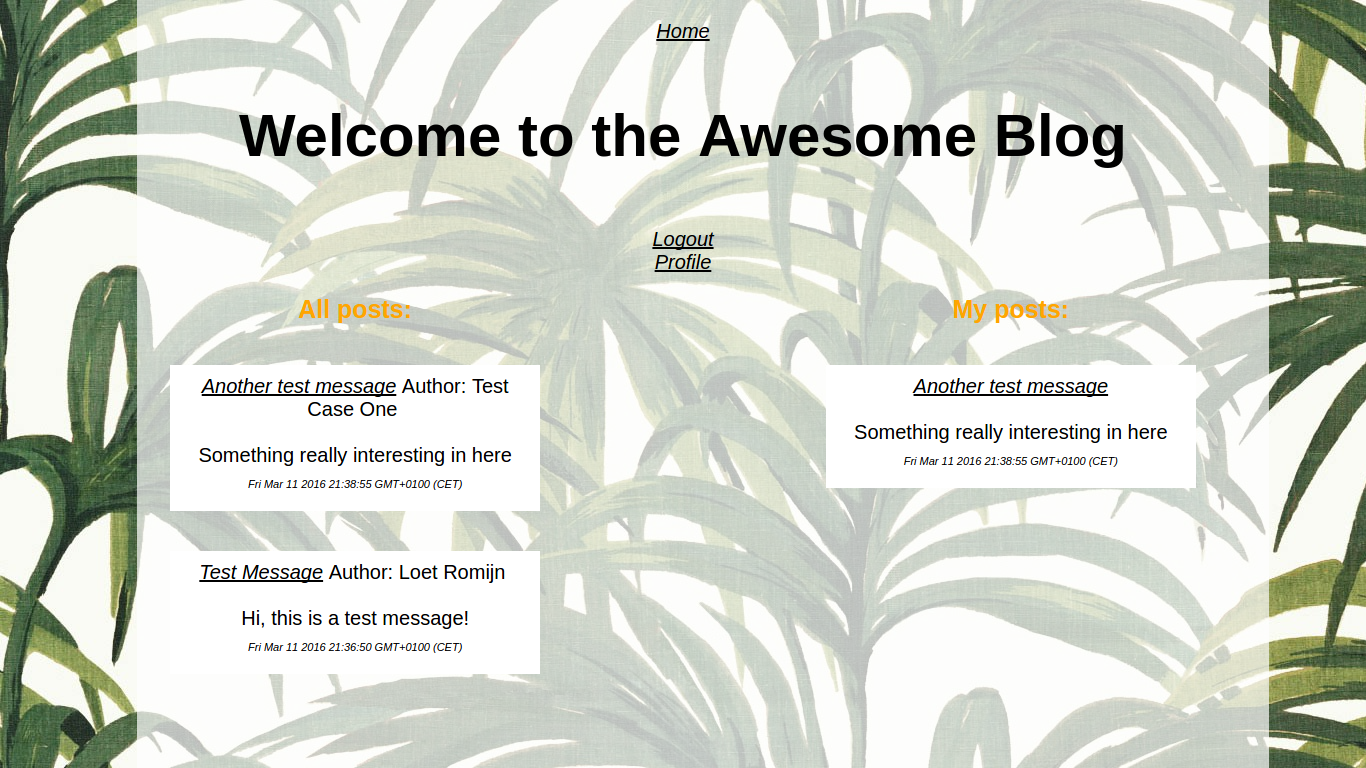 Home
Welcome to the Awesome Blog
Logout
Profile
All posts:
Another test message Author: Test
Case One
Something really interesting in here
Fri Mar 11 2016 21:38:55 GMT+0100 (CET)
Test Message Author: Loet Romijn
Hi, this is a test message!
Fri Mar 11 2016 21:36:50 GMT+0100 (CET)
My posts:
Another test message
Something really interesting in here
Fri Mar 11 2016 21:38:55 GMT+0100 (CET)